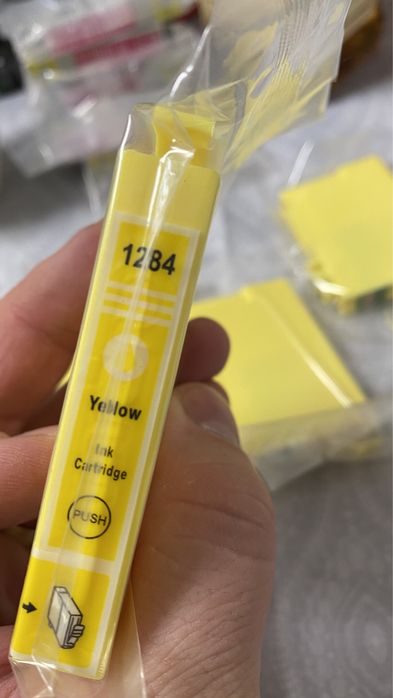 1284
Yellow
Ink
Cartridge
PUSH